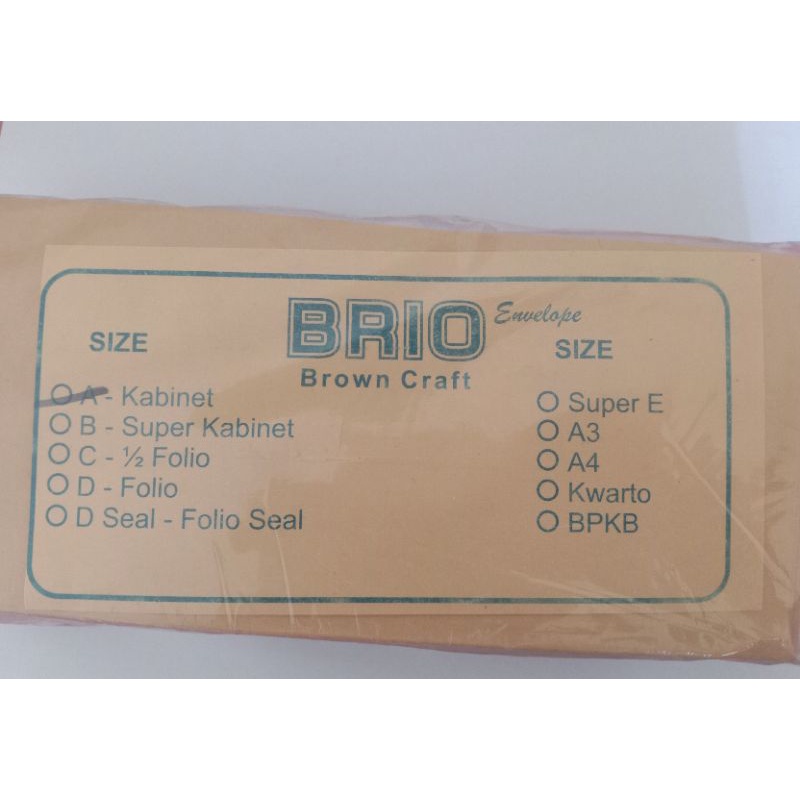 BRIO Envelope
Brown Craft
SIZE
A - Kabinet
B - Super Kabinet
C - ½ Folio
D - Folio
D Seal - Folio Seal
SIZE
Super E
A3
A4
Kwarto
BPKB